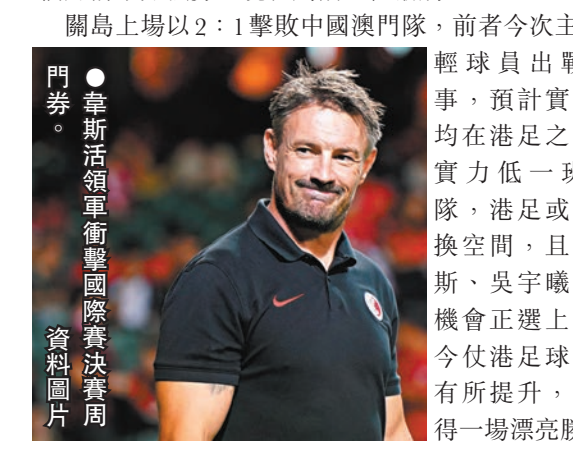 關島上場以2：1擊敗中國澳門隊，前者今次主
輕球員出戰
事，預計實
均在港足之
實力低一班
隊，港足或
換空間，且
斯、吳宇曦
機會正選上
今仗港足球
有所提升，
得一場漂亮勝
●韋斯活領軍衝擊國際賽決賽周
門券。
資料圖片